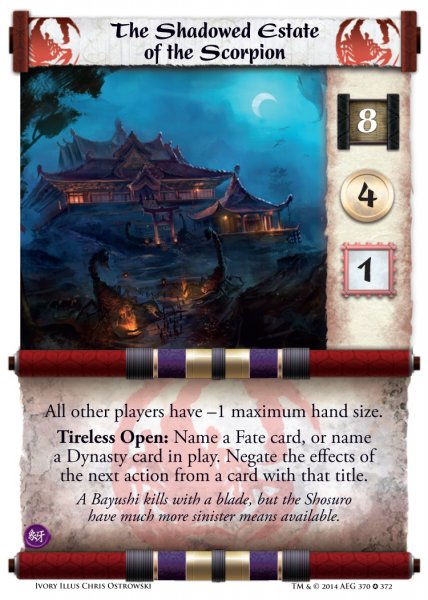 The Shadowed Estate
of the Scorpion
8
4
1
All other players have –1 maximum hand size.
Tireless Open: Name a Fate card, or name
a Dynasty card in play. Negate the effects of
the next action from a card with that title.
A Bayushi kills with a blade, but the Shosuro
have much more sinister means available.
Ivory Illus Chris Ostrowski
TM & © 2014 AEG 370 ✪ 372